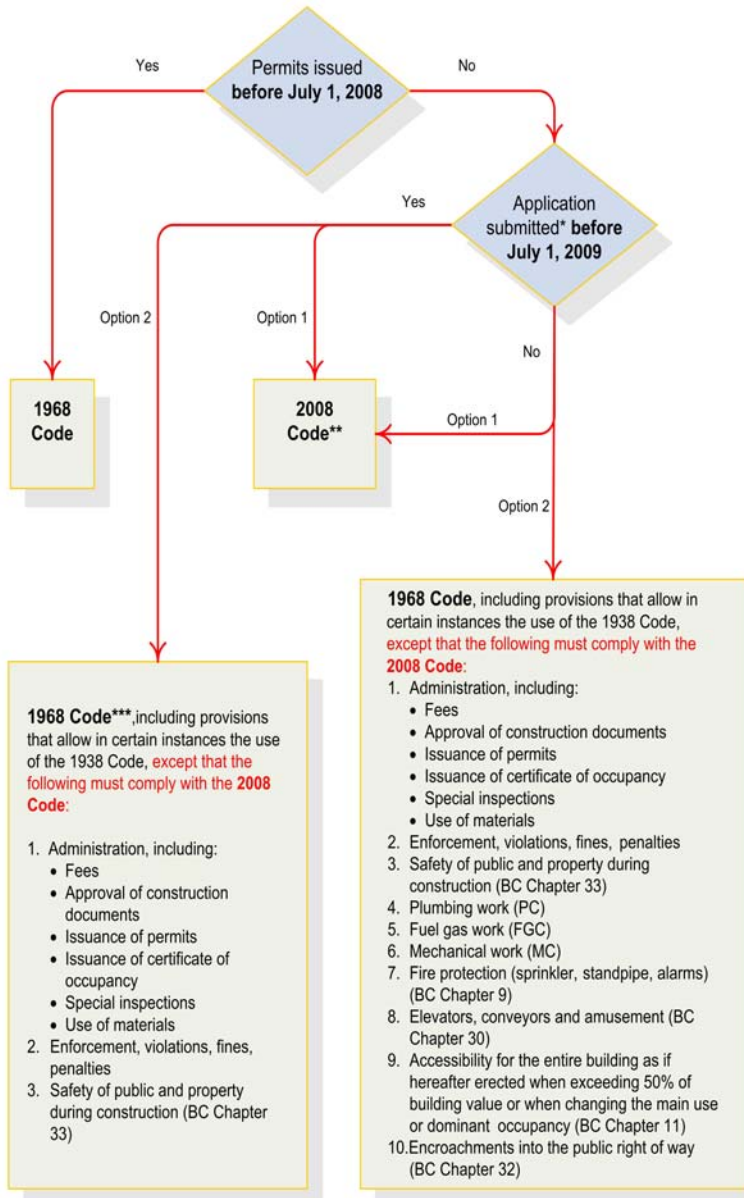 Yes
Permits issued
before July 1, 2008
No
Yes
Application
submitted* before
July 1, 2009
Option 2
Option 1
No
1968
Code
2008
Code**
Option 1
Option 2
1968 Code***,including provisions
that allow in certain instances the use
of the 1938 Code, except that the
following must comply with the 2008
Code:
1. Administration, including:
• Fees
• Approval of construction
documents
• Issuance of permits
• Issuance of certificate of
occupancy
• Special inspections
• Use of materials
2. Enforcement, violations, fines,
penalties
3. Safety of public and property
during construction (BC Chapter
33)
1968 Code, including provisions that allow in
certain instances the use of the 1938 Code,
except that the following must comply with the
2008 Code:
1. Administration, including:
• Fees
• Approval of construction documents
• Issuance of permits
• Issuance of certificate of occupancy
• Special inspections
• Use of materials
2. Enforcement, violations, fines, penalties
3. Safety of public and property during
construction (BC Chapter 33)
4. Plumbing work (PC)
5. Fuel gas work (FGC)
6. Mechanical work (MC)
7. Fire protection (sprinkler, standpipe, alarms)
(BC Chapter 9)
8. Elevators, conveyors and amusement (BC
Chapter 30)
9. Accessibility for the entire building as if
hereafter erected when exceeding 50% of
building value or when changing the main use
or dominant occupancy (BC Chapter 11)
10.Encroachments into the public right of way
(BC Chapter 32)